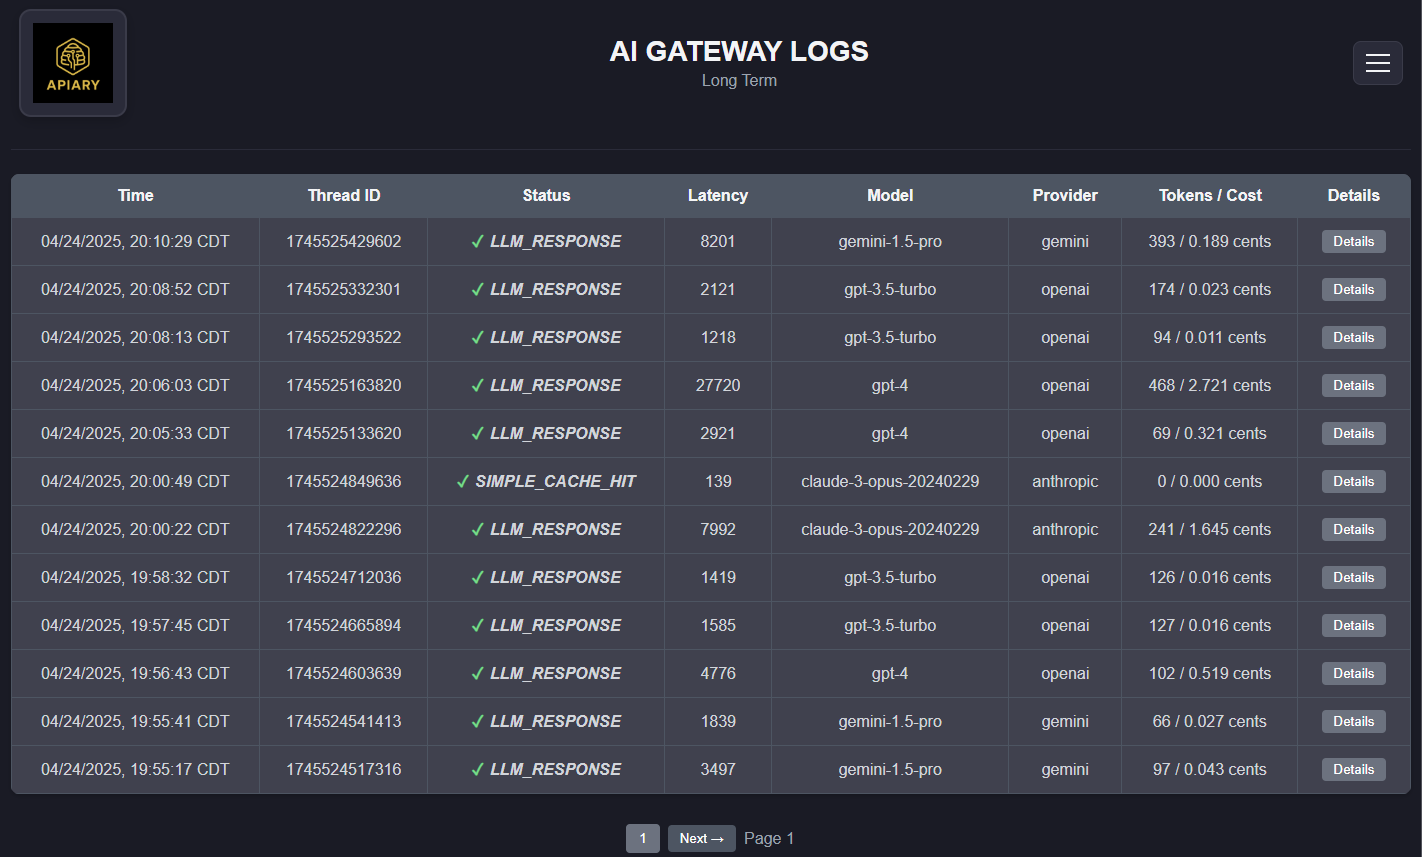 APIARY
AI GATEWAY LOGS
Long Term
Time Thread ID Status Latency Model Provider Tokens / Cost Details
04/24/2025, 20:10:29 CDT 1745525429602 ✓ LLM_RESPONSE 8201 gemini-1.5-pro gemini 393 / 0.189 cents Details
04/24/2025, 20:08:52 CDT 1745525332301 ✓ LLM_RESPONSE 2121 gpt-3.5-turbo openai 174 / 0.023 cents Details
04/24/2025, 20:08:13 CDT 1745525293522 ✓ LLM_RESPONSE 1218 gpt-3.5-turbo openai 94 / 0.011 cents Details
04/24/2025, 20:06:03 CDT 1745525163820 ✓ LLM_RESPONSE 27720 gpt-4 openai 468 / 2.721 cents Details
04/24/2025, 20:05:33 CDT 1745525133620 ✓ LLM_RESPONSE 2921 gpt-4 openai 69 / 0.321 cents Details
04/24/2025, 20:00:49 CDT 1745524849636 ✓ SIMPLE_CACHE_HIT 139 claude-3-opus-20240229 anthropic 0 / 0.000 cents Details
04/24/2025, 20:00:22 CDT 1745524822296 ✓ LLM_RESPONSE 7992 claude-3-opus-20240229 anthropic 241 / 1.645 cents Details
04/24/2025, 19:58:32 CDT 1745524712036 ✓ LLM_RESPONSE 1419 gpt-3.5-turbo openai 126 / 0.016 cents Details
04/24/2025, 19:57:45 CDT 1745524665894 ✓ LLM_RESPONSE 1585 gpt-3.5-turbo openai 127 / 0.016 cents Details
04/24/2025, 19:56:43 CDT 1745524603639 ✓ LLM_RESPONSE 4776 gpt-4 openai 102 / 0.519 cents Details
04/24/2025, 19:55:41 CDT 1745524541413 ✓ LLM_RESPONSE 1839 gemini-1.5-pro gemini 66 / 0.027 cents Details
04/24/2025, 19:55:17 CDT 1745524517316 ✓ LLM_RESPONSE 3497 gemini-1.5-pro gemini 97 / 0.043 cents Details
1 Next → Page 1